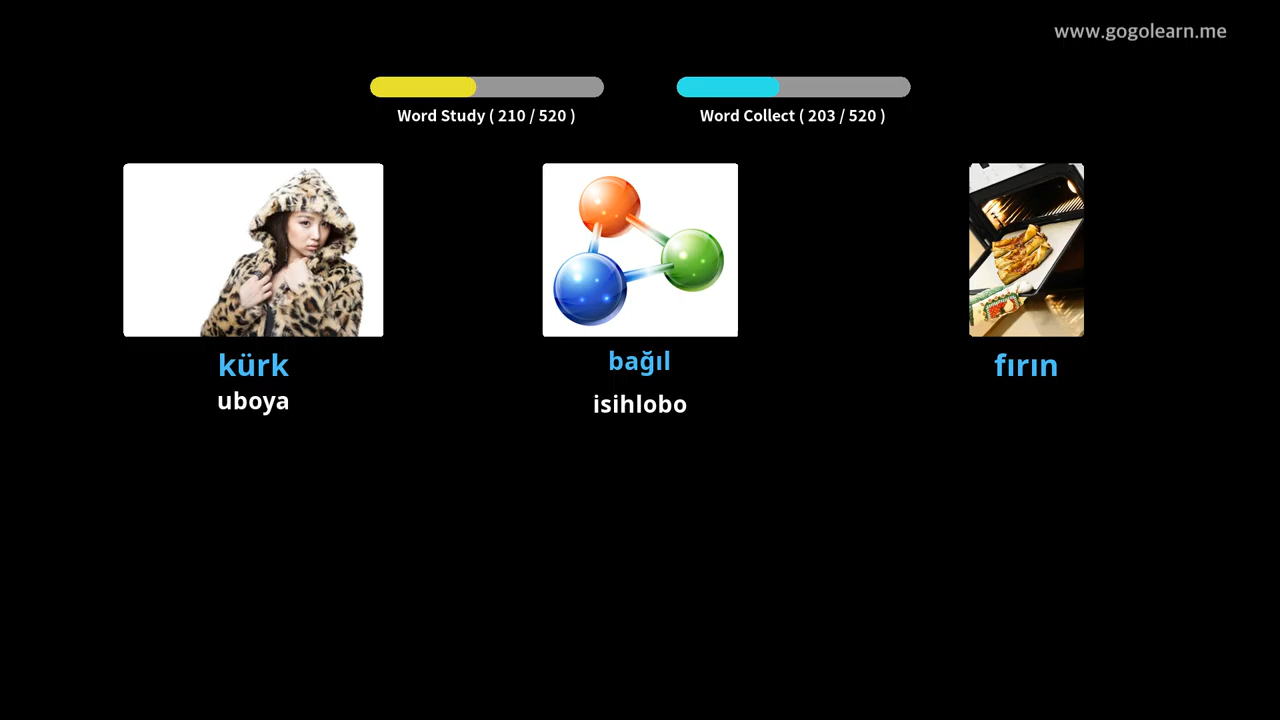 www.gogolearn.me
Word Study ( 210 / 520 )
Word Collect ( 203 / 520 )
kürk
uboya
bağıl
isihlobo
fırın